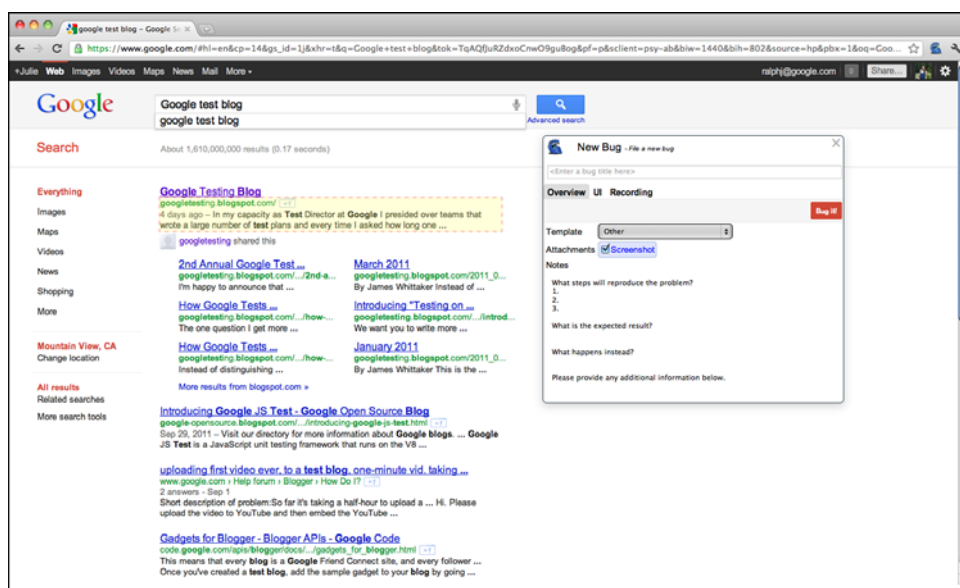 google test blog - Google Se
https://www.google.com/#hl=en&cp=14&gs_id=1j&xhr=t&q=Google+test+blog&tok=TqAQfJuRZdxoCnwO9gu8og&pf=p&sclient=psy-ab&biw=1440&bih=802&source=hp&pbx=1&oq=Goo...
+Julie Web Images Videos Maps News Mail More
ralphj@google.com Share...
Google
Google test blog
google test blog
Advanced search
Search
About 1,610,000,000 results (0.17 seconds)
Everything
Images
Maps
Videos
News
Shopping
More
Mountain View, CA
Change location
All results
Related searches
More search tools
Google Testing Blog
googletesting.blogspot.com/ +1
4 days ago – In my capacity as Test Director at Google I presided over teams that
wrote a large number of test plans and every time I asked how long one ...
googletesting shared this
2nd Annual Google Test ...
googletesting.blogspot.com/.../2nd-a...
I'm happy to announce that ...
March 2011
googletesting.blogspot.com/2011_0...
By James Whittaker Instead of ...
How Google Tests ...
googletesting.blogspot.com/.../how-...
The one question I get more ...
Introducing "Testing on ...
googletesting.blogspot.com/.../introd...
We want you to write more ...
How Google Tests ...
googletesting.blogspot.com/.../how-...
Instead of distinguishing ...
January 2011
googletesting.blogspot.com/2011_0...
By James Whittaker This is the ...
More results from blogspot.com »
Introducing Google JS Test - Google Open Source Blog
google-opensource.blogspot.com/.../introducing-google-js-test.html +1
Sep 29, 2011 – Visit our directory for more information about Google blogs. ... Google
JS Test is a JavaScript unit testing framework that runs on the V8 ...
uploading first video ever, to a test blog, one-minute vid, taking ...
www.google.com › Help forum › Blogger › How Do I? +1
2 answers - Sep 1
Short description of problem:So far it's taking a half-hour to upload a ... Hi. Please
upload the video to YouTube and then embed the YouTube ...
Gadgets for Blogger - Blogger APIs - Google Code
code.google.com/apis/blogger/docs/.../gadgets_for_blogger.html +1
This means that every blog is a Google Friend Connect site, and every follower ...
Once you've created a test blog, add the sample gadget to your blog by going ...
New Bug - File a new bug
<Enter a bug title here>
Overview UI Recording
Bug it!
Template Other
Attachments Screenshot
Notes
What steps will reproduce the problem?
1.
2.
3.
What is the expected result?
What happens instead?
Please provide any additional information below.